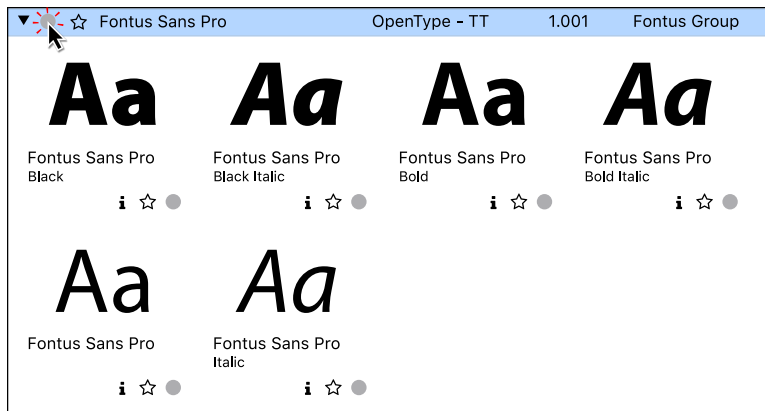 Fontus Sans Pro OpenType - TT 1.001 Fontus Group
Aa Aa Aa Aa
Fontus Sans Pro Fontus Sans Pro Fontus Sans Pro Fontus Sans Pro
Black Black Italic Bold Bold Italic
i i i i
Aa Aa
Fontus Sans Pro Fontus Sans Pro
Italic
i i